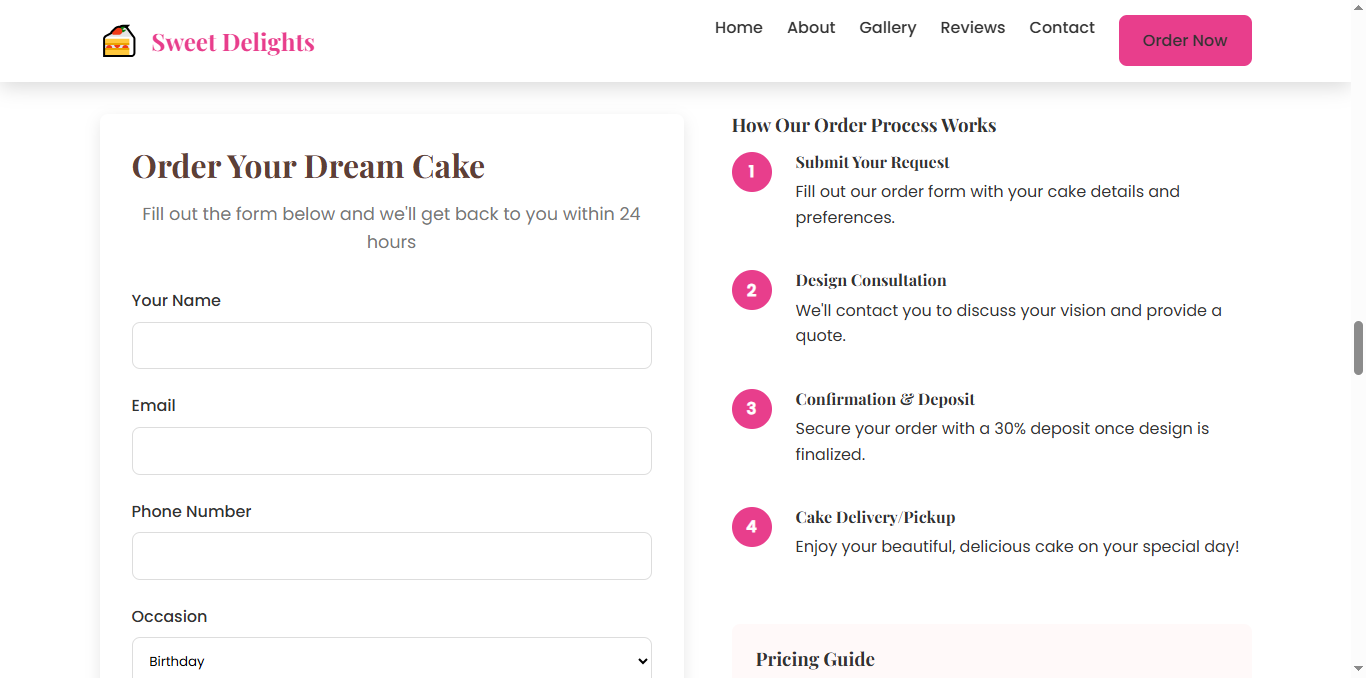 Sweet Delights
Home
About
Gallery
Reviews
Contact
Order Now
Order Your Dream Cake
Fill out the form below and we'll get back to you within 24
hours
Your Name
Email
Phone Number
Occasion
Birthday
How Our Order Process Works
1
Submit Your Request
Fill out our order form with your cake details and
preferences.
2
Design Consultation
We'll contact you to discuss your vision and provide a
quote.
3
Confirmation & Deposit
Secure your order with a 30% deposit once design is
finalized.
4
Cake Delivery/Pickup
Enjoy your beautiful, delicious cake on your special day!
Pricing Guide